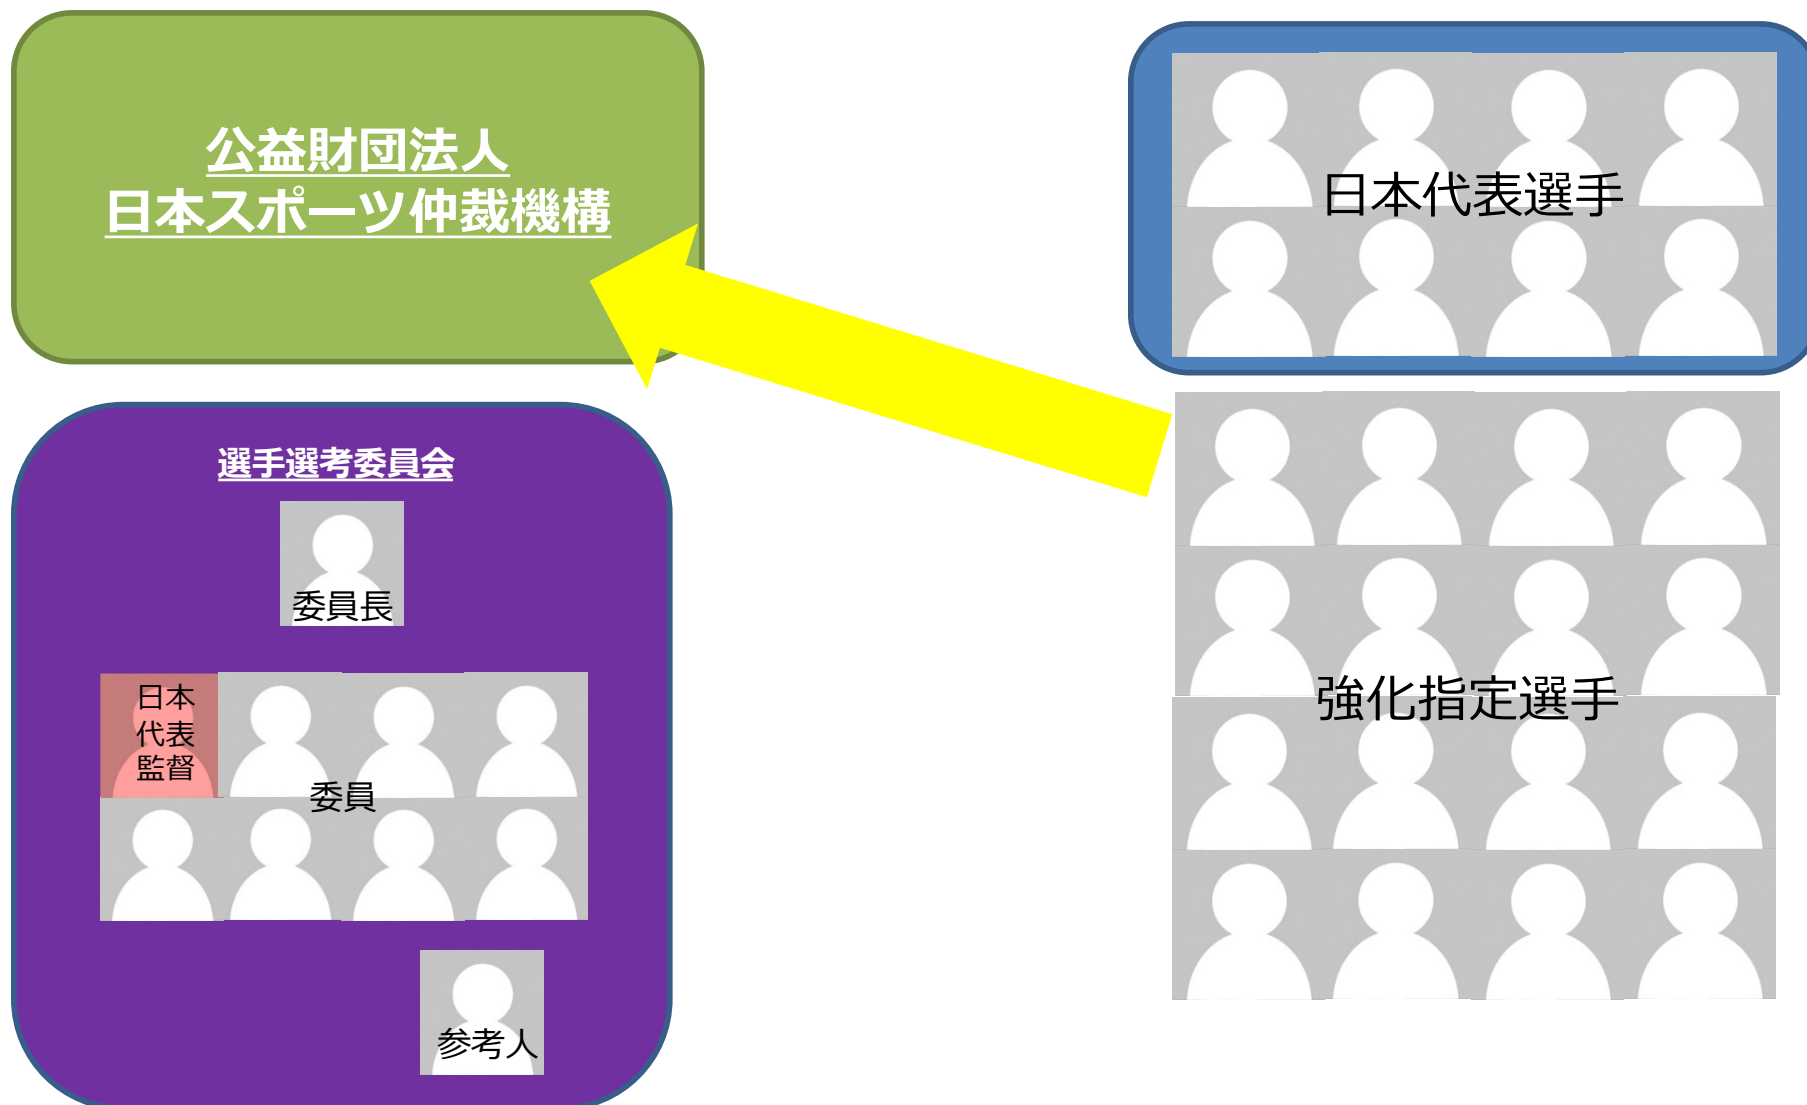 公益財団法人
日本スポーツ仲裁機構
日本代表選手
選手選考委員会
委員長
日本
代表
監督
委員
参考人
強化指定選手